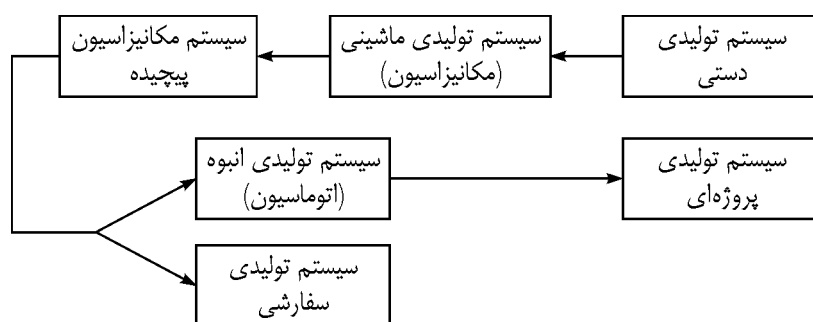 سیستم تولیدی
دستی
سیستم تولیدی ماشینی
(مکانیزاسیون)
سیستم مکانیزاسیون
پیچیده
سیستم تولیدی انبوه
(اتوماسیون)
سیستم تولیدی
پروژه‌ای
سیستم تولیدی
سفارشی